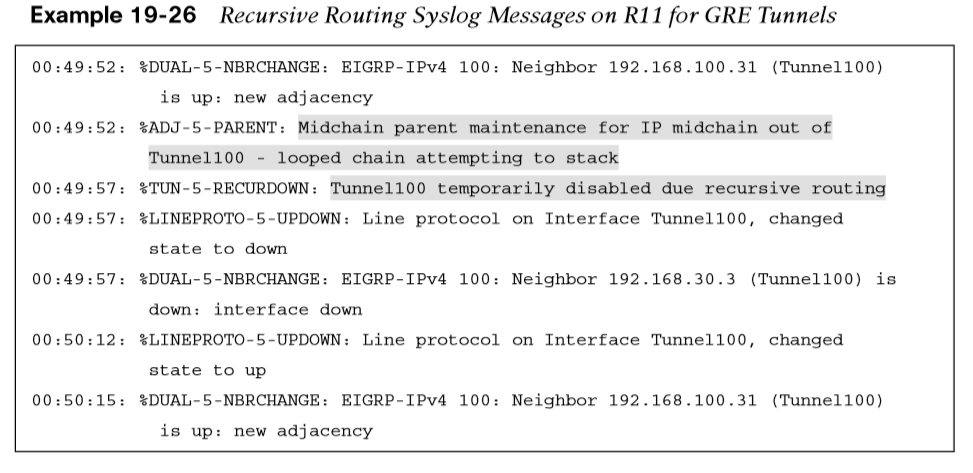 Example 19-26 Recursive Routing Syslog Messages on R11 for GRE Tunnels
00:49:52: %DUAL-5-NBRCHANGE: EIGRP-IPv4 100: Neighbor 192.168.100.31 (Tunnel100)
is up: new adjacency
00:49:52: %ADJ-5-PARENT: Midchain parent maintenance for IP midchain out of
Tunnel100 - looped chain attempting to stack
00:49:57: %TUN-5-RECURDOWN: Tunnel100 temporarily disabled due recursive routing
00:49:57: %LINEPROTO-5-UPDOWN: Line protocol on Interface Tunnel100, changed
state to down
00:49:57: %DUAL-5-NBRCHANGE: EIGRP-IPv4 100: Neighbor 192.168.30.3 (Tunnel100) is
down: interface down
00:50:12: %LINEPROTO-5-UPDOWN: Line protocol on Interface Tunnel100, changed
state to up
00:50:15: %DUAL-5-NBRCHANGE: EIGRP-IPv4 100: Neighbor 192.168.100.31 (Tunnel100)
is up: new adjacency